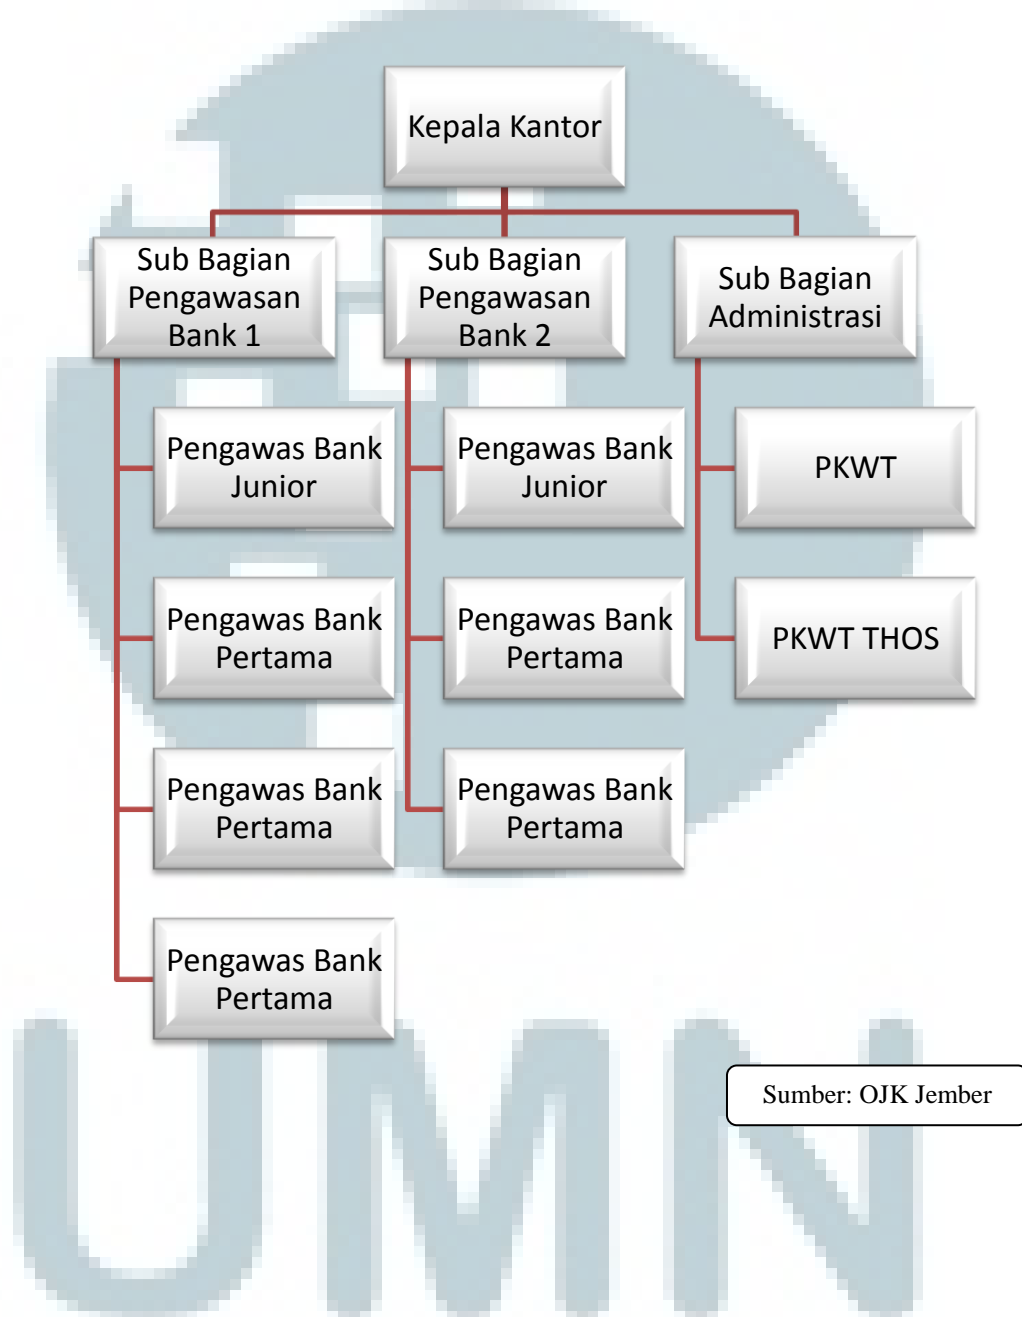 Kepala Kantor
Sub Bagian
Pengawasan
Bank 1
Sub Bagian
Pengawasan
Bank 2
Sub Bagian
Administrasi
Pengawas Bank
Junior
Pengawas Bank
Junior
PKWT
Pengawas Bank
Pertama
Pengawas Bank
Pertama
PKWT THOS
Pengawas Bank
Pertama
Pengawas Bank
Pertama
Pengawas Bank
Pertama
Sumber: OJK Jember
UMN